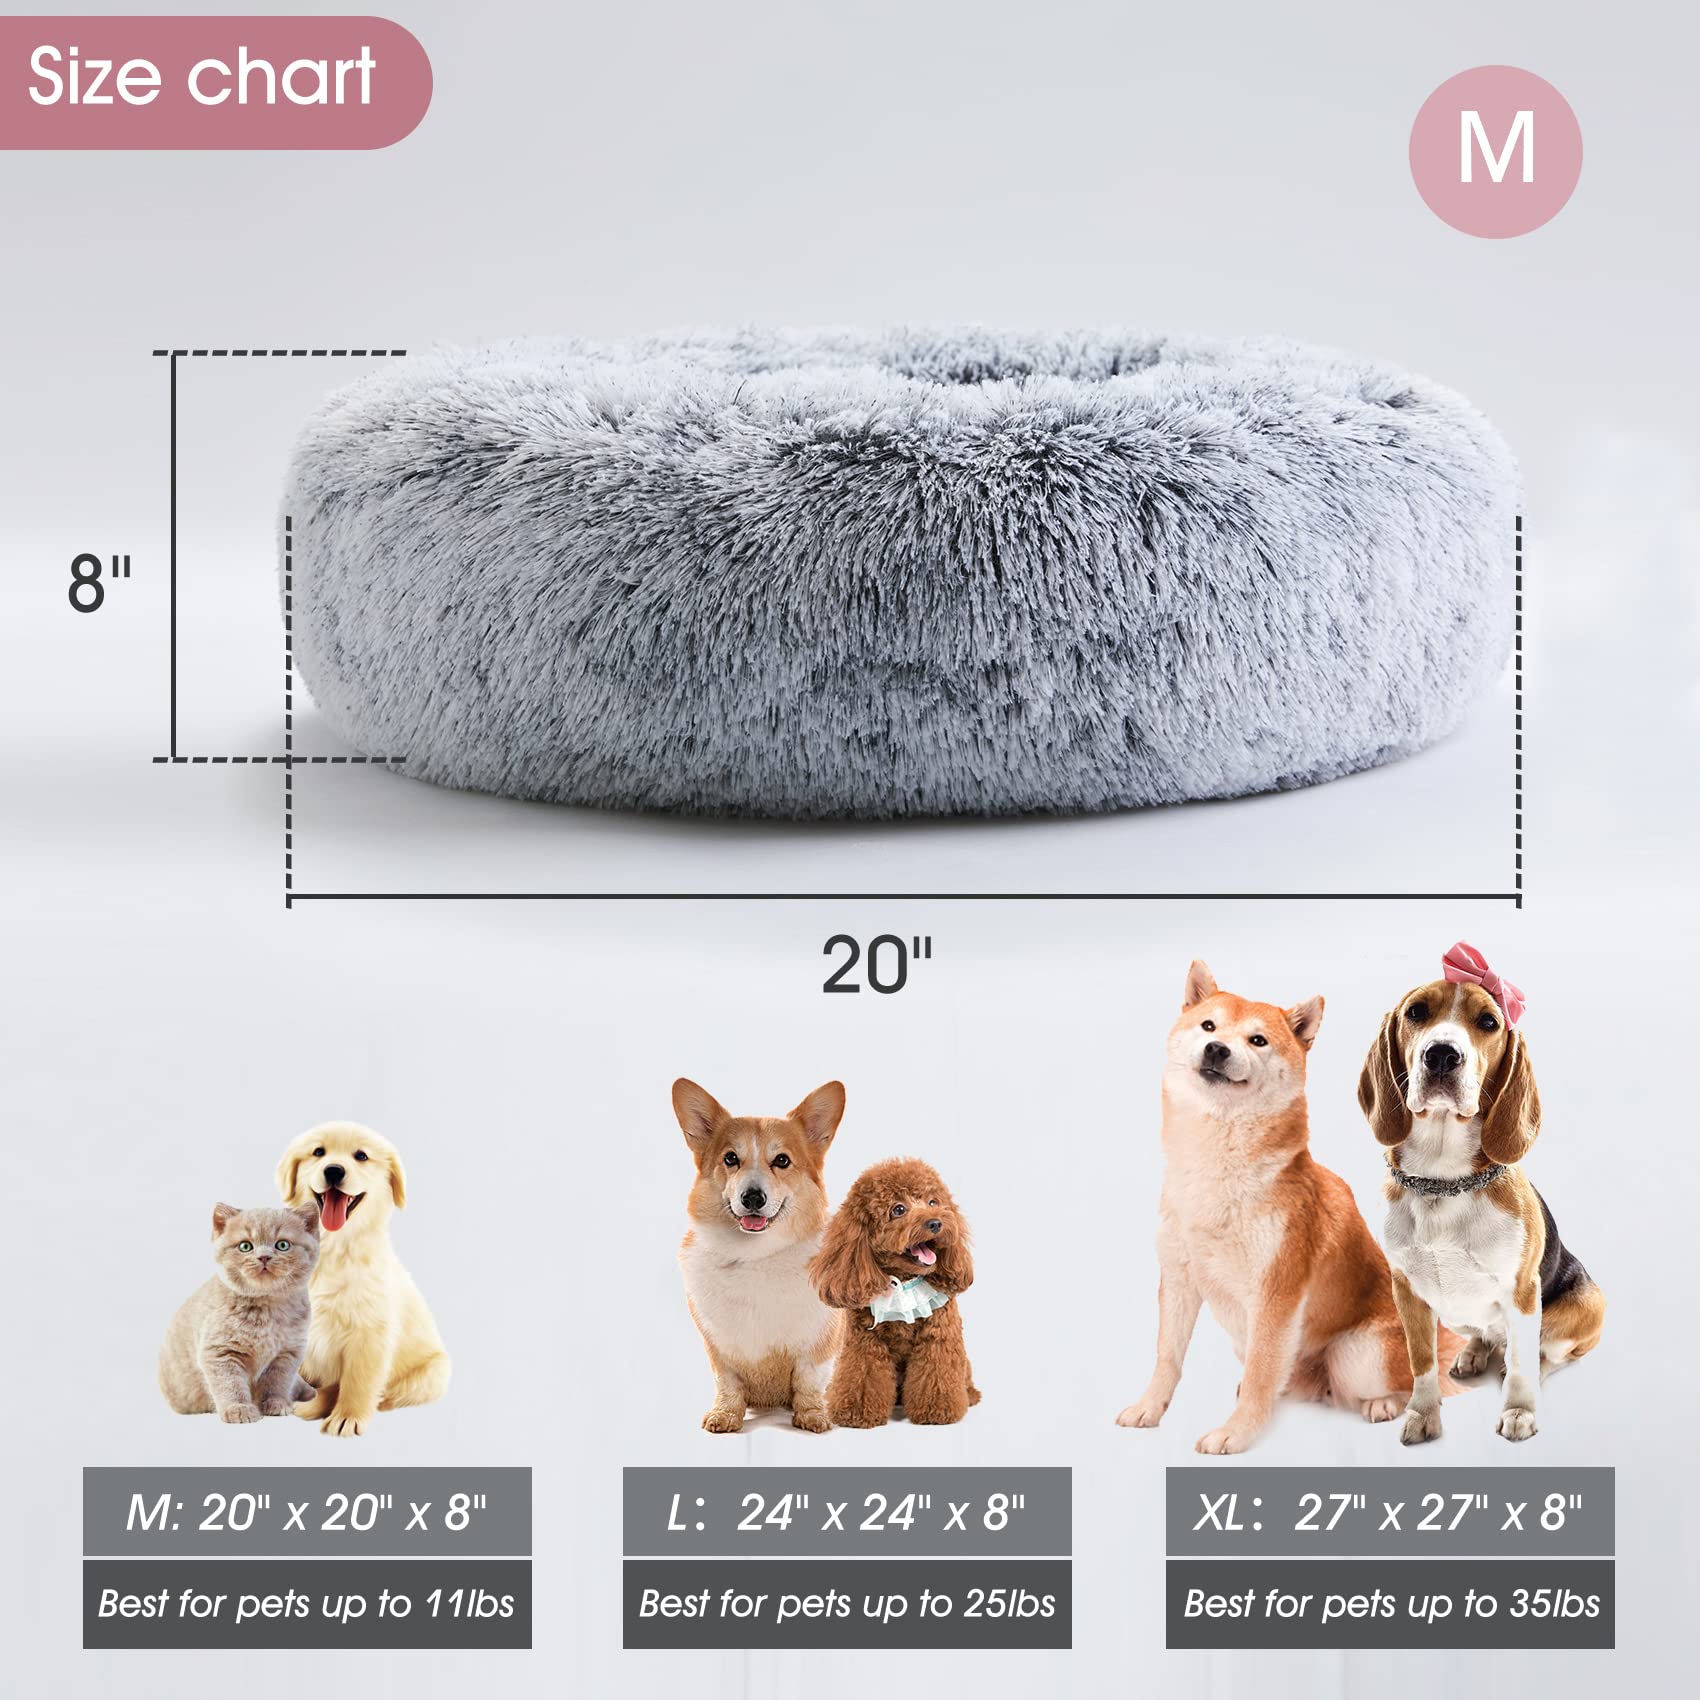 Size chart
M
8"
20"
M: 20" x 20" x 8"
Best for pets up to 11lbs
L: 24" x 24" x 8"
Best for pets up to 25lbs
XL: 27" x 27" x 8"
Best for pets up to 35lbs